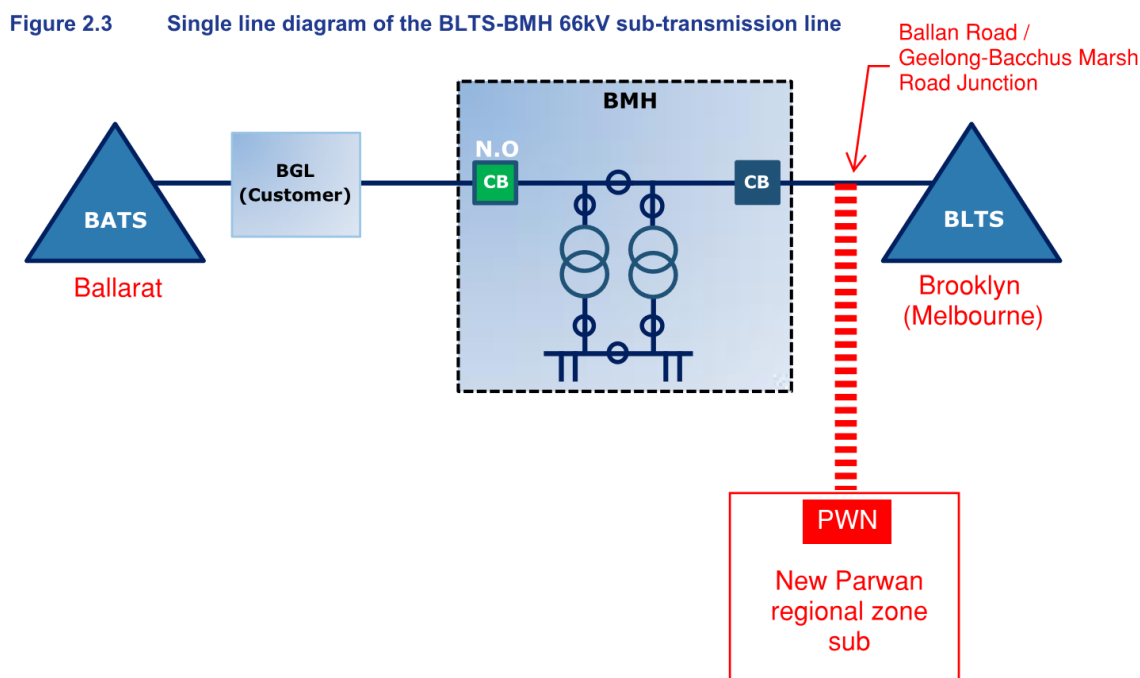 Figure 2.3 Single line diagram of the BLTS-BMH 66kV sub-transmission line
Ballan Road /
Geelong-Bacchus Marsh
Road Junction
BMH
N.O
CB
CB
BGL
(Customer)
BATS
BLTS
Ballarat
Brooklyn
(Melbourne)
PWN
New Parwan
regional zone
sub